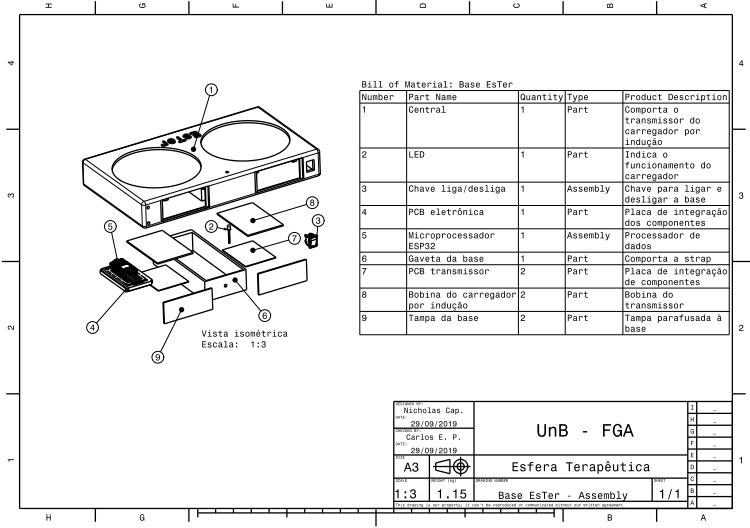 H G F E D C B A
4
4
3
3
2
2
1
1
Bill of Material: Base EsTer
Number Part Name Quantity Type Product Description
1 Central 1 Part Comporta o
transmissor do
carregador por
indução
2 LED 1 Part Indica o
funcionamento do
carregador
3 Chave liga/desliga 1 Assembly Chave para ligar e
desligar a base
4 PCB eletrônica 1 Part Placa de integração
dos componentes
5 Microprocessador 1 Assembly Processador de
ESP32 dados
6 Gaveta da base 1 Part Comporta a strap
7 PCB transmissor 2 Part Placa de integração
de componentes
8 Bobina do carregador 2 Part Bobina do
por indução transmissor
9 Tampa da base 2 Part Tampa parafusada à
base
1
EsTer
8
3
2
5
7
6
4
9
Vista isométrica
Escala: 1:3
DESIGNED BY:
Nicholas Cap.
DATE:
29/09/2019
CHECKED BY:
Carlos E. P.
DATE:
29/09/2019
UnB - FGA
SIZE
A3
Esfera Terapêutica
SCALE
1:3
WEIGHT (kg)
1.15
DRAWING NUMBER
Base EsTer - Assembly
SHEET
1/1
I _
H _
G _
F _
E _
D _
C _
B _
A _
This drawing is our property; it can't be reproduced or communicated without our written agreement.
H G B A